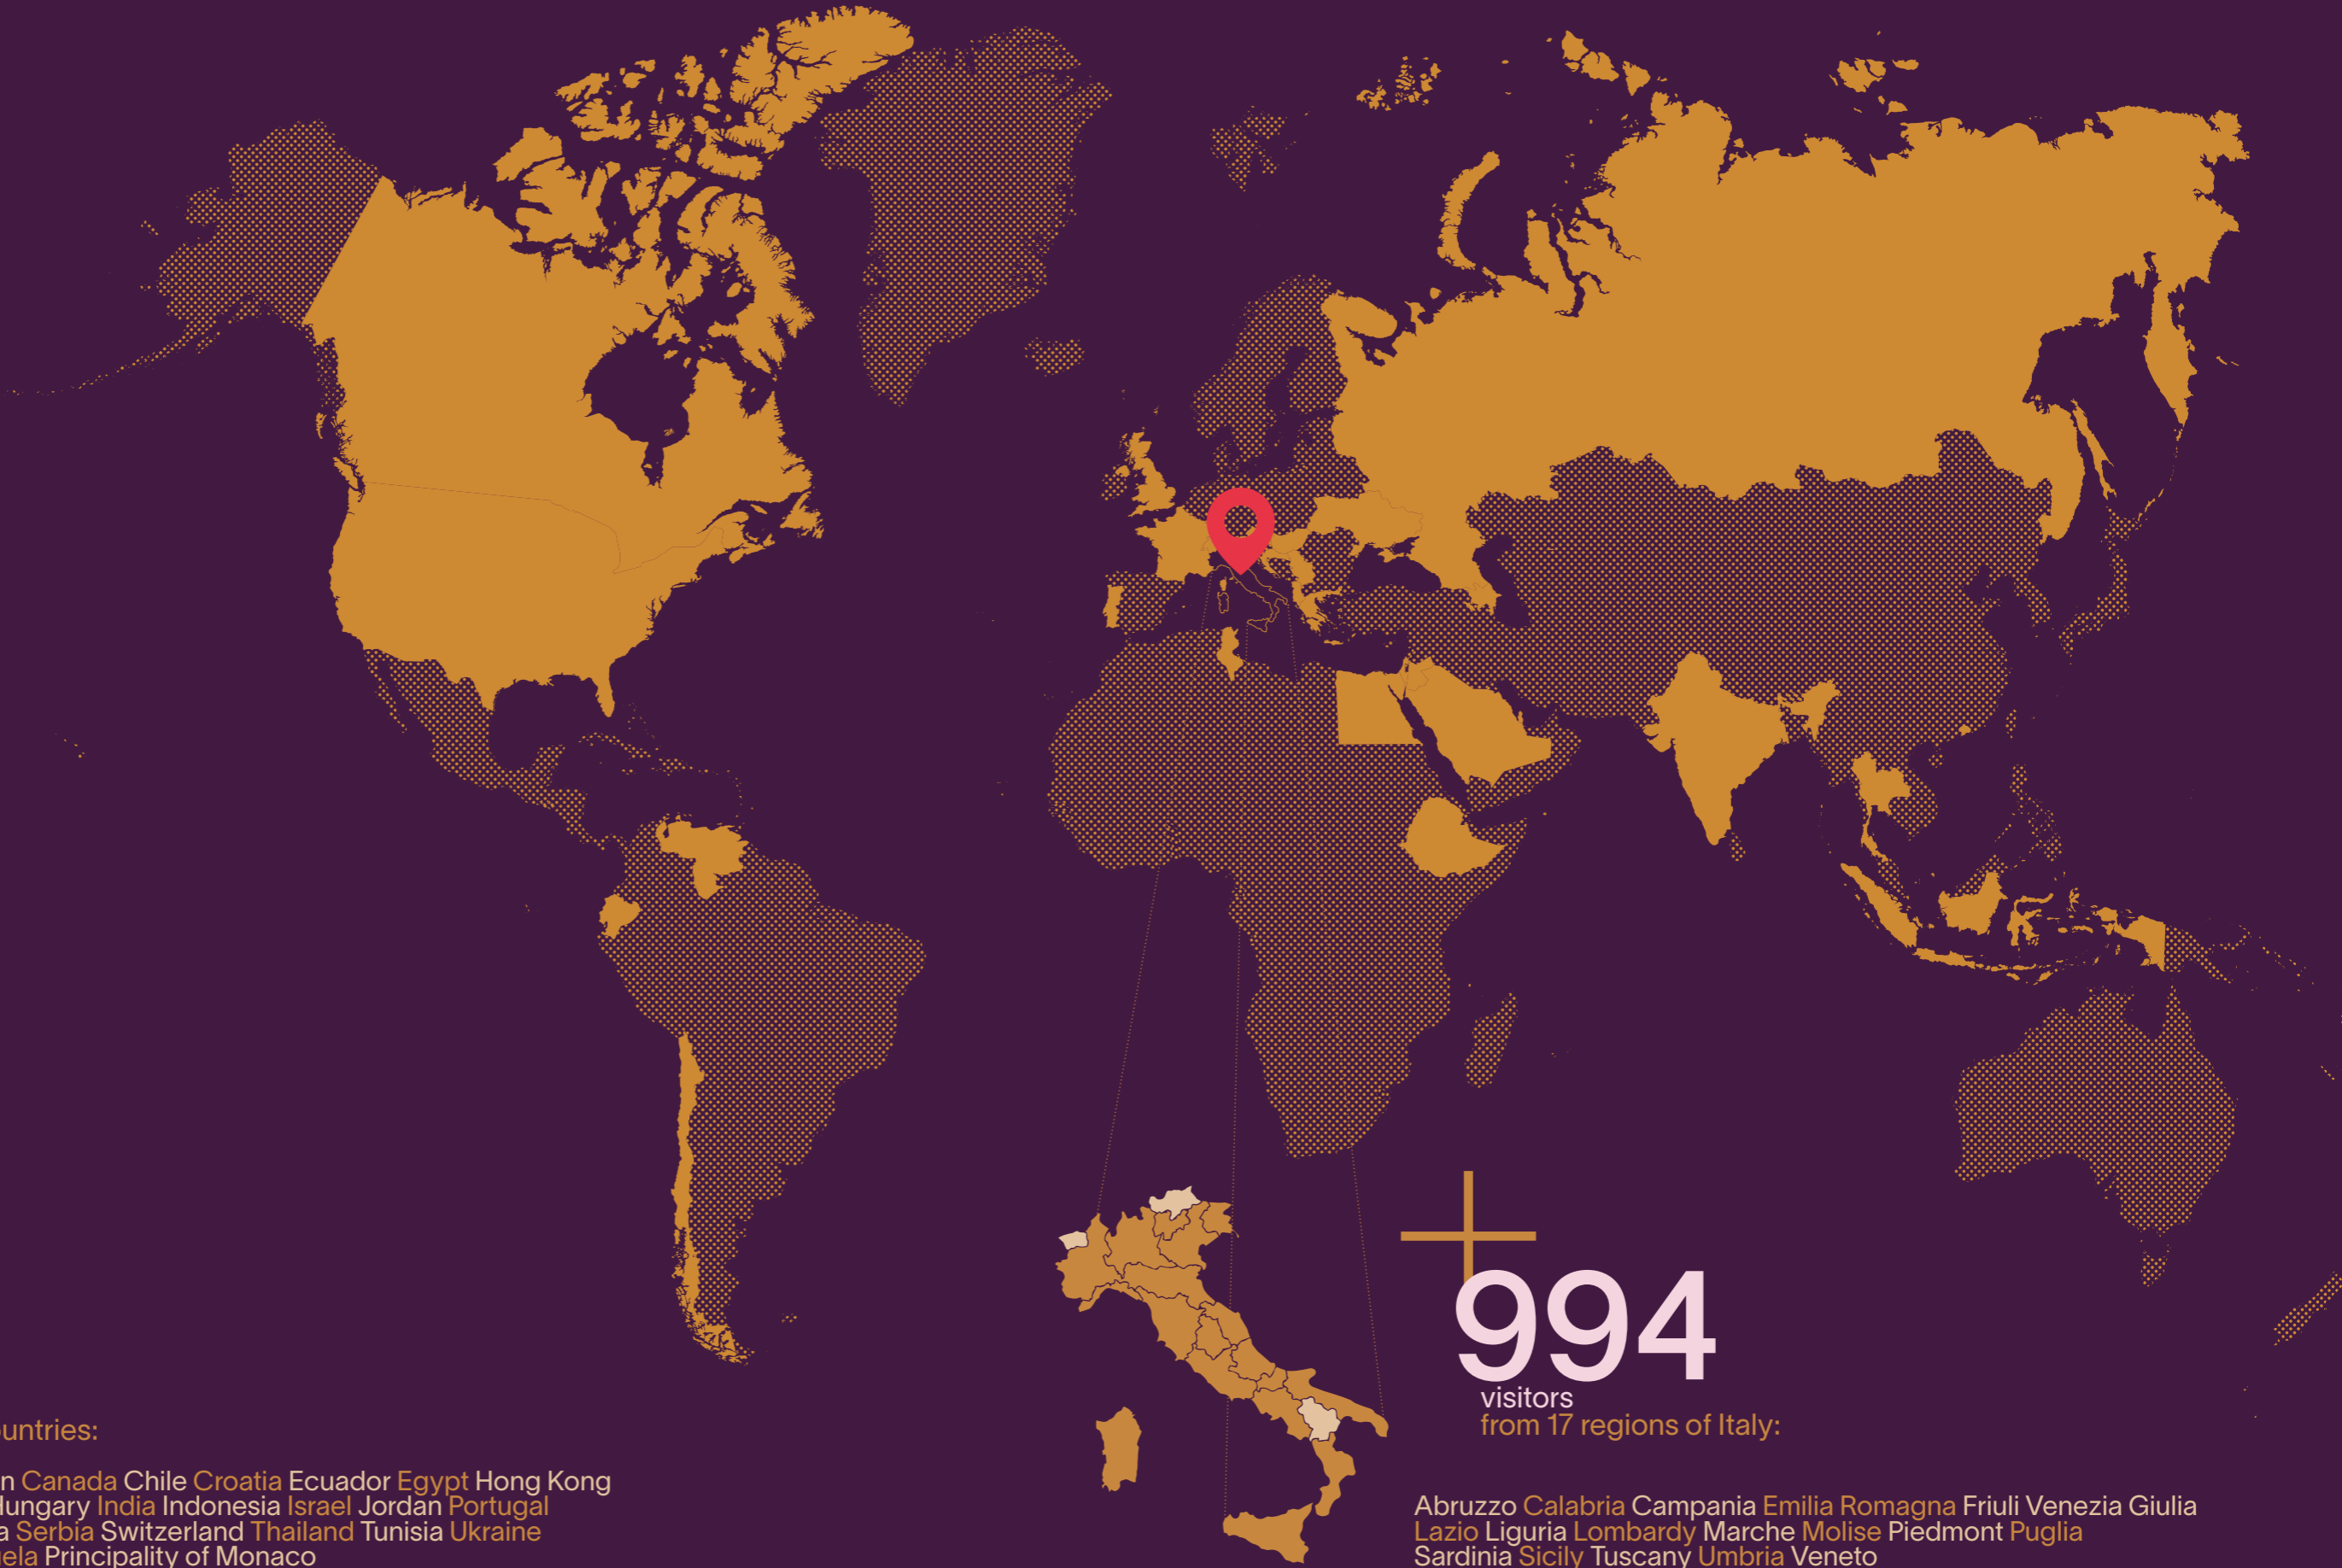 994
visitors
from 17 regions of Italy:
untries:
n Canada Chile Croatia Ecuador Egypt Hong Kong
Hungary India Indonesia Israel Jordan Portugal
a Serbia Switzerland Thailand Tunisia Ukraine
uela Principality of Monaco
Abruzzo Calabria Campania Emilia Romagna Friuli Venezia Giulia
Lazio Liguria Lombardy Marche Molise Piedmont Puglia
Sardinia Sicily Tuscany Umbria Veneto